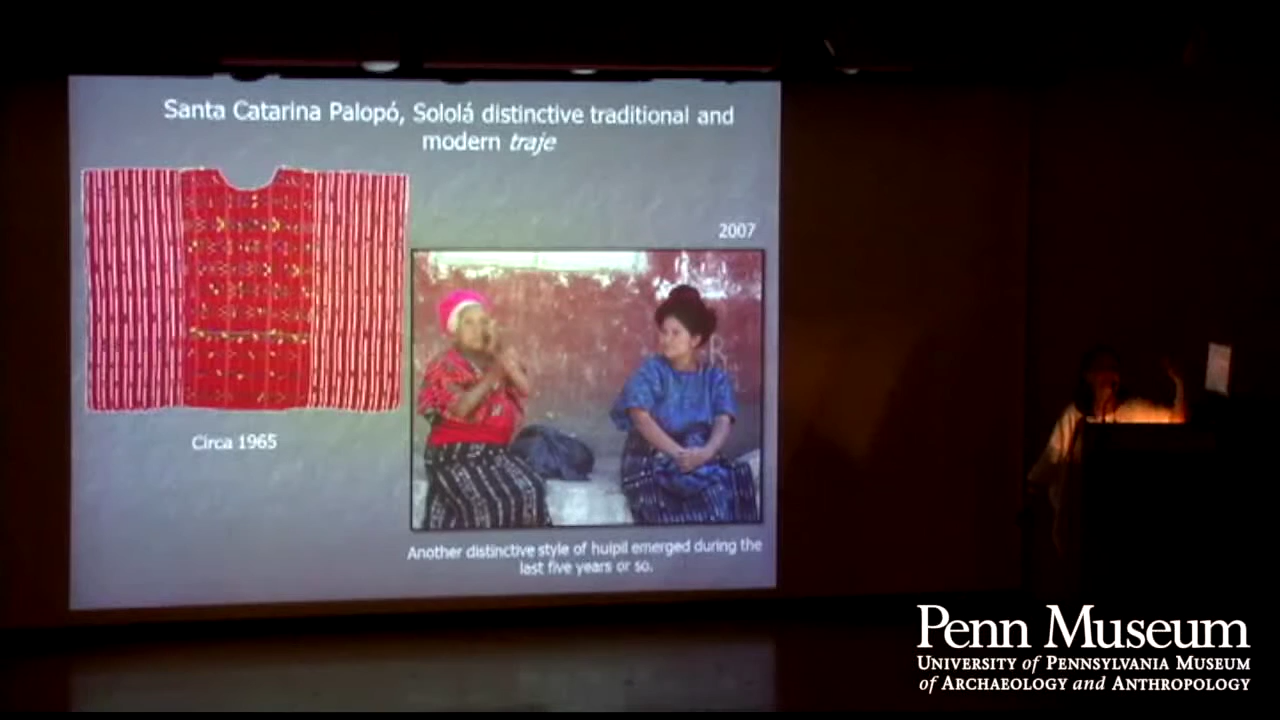 Santa Catarina Palopó, Sololá distinctive traditional and
modern traje
2007
Circa 1965
Another distinctive style of huipil emerged during the
last five years or so.
Penn Museum
UNIVERSITY of PENNSYLVANIA MUSEUM
of ARCHAEOLOGY and ANTHROPOLOGY